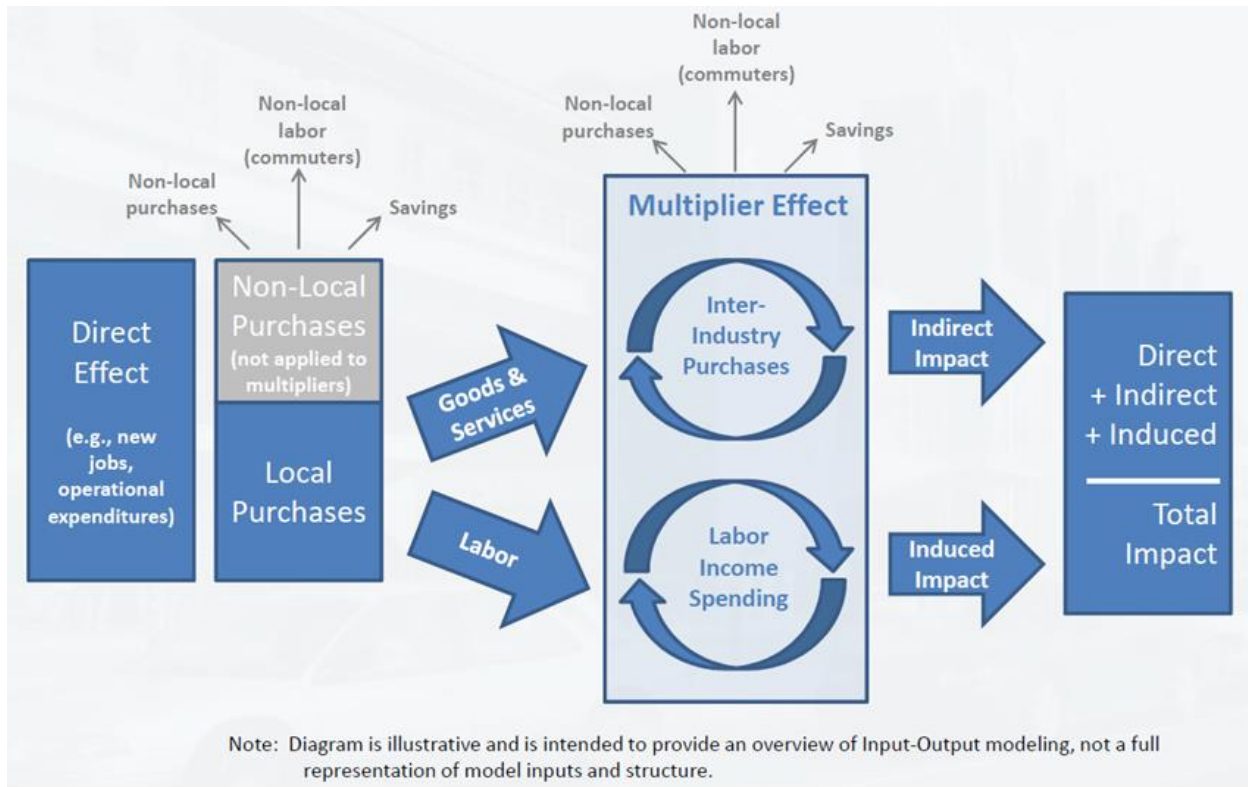 Non-local
purchases
Non-local
labor
(commuters)
Savings
Direct
Effect
(e.g., new
jobs,
operational
expenditures)
Non-Local
Purchases
(not applied to
multipliers)
Local
Purchases
Goods &
Services
Labor
Non-local
purchases
Non-local
labor
(commuters)
Savings
Multiplier Effect
Inter-
Industry
Purchases
Labor
Income
Spending
Indirect
Impact
Induced
Impact
Direct
+ Indirect
+ Induced
Total
Impact
Note: Diagram is illustrative and is intended to provide an overview of Input-Output modeling, not a full
representation of model inputs and structure.